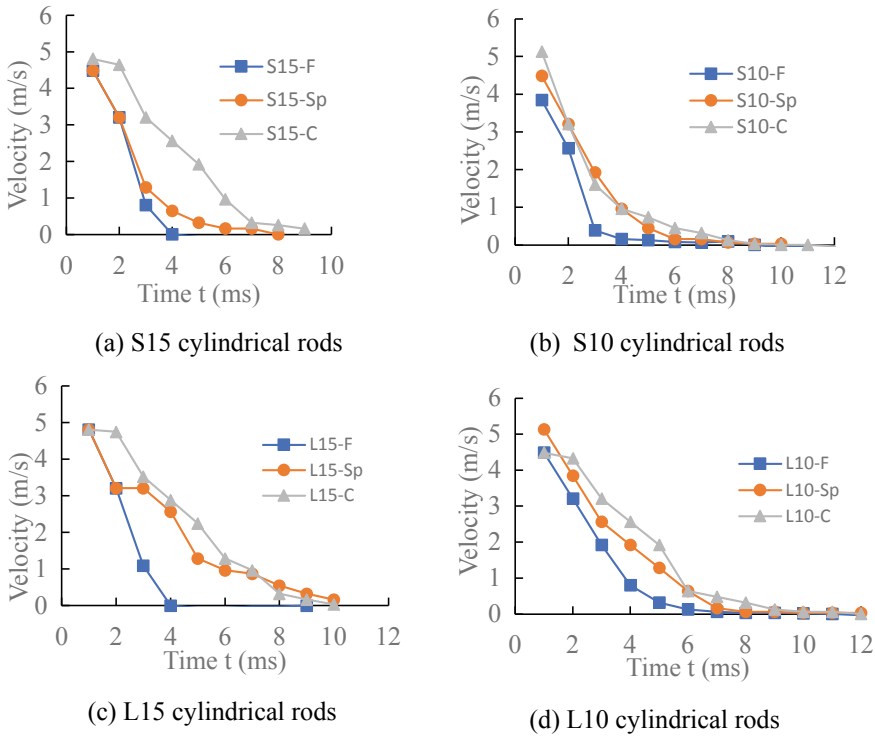 6
5
4
3
2
1
0
Velocity (m/s)
S15-F
S15-Sp
S15-C
0 2 4 6 8 10
Time t (ms)
(a) S15 cylindrical rods
6
5
4
3
2
1
0
Velocity (m/s)
S10-F
S10-Sp
S10-C
0 2 4 6 8 10 12
Time t (ms)
(b) S10 cylindrical rods
6
5
4
3
2
1
0
Velocity (m/s)
L15-F
L15-Sp
L15-C
0 2 4 6 8 10
Time t (ms)
(c) L15 cylindrical rods
6
5
4
3
2
1
0
Velocity (m/s)
L10-F
L10-Sp
L10-C
0 2 4 6 8 10 12
Time t (ms)
(d) L10 cylindrical rods